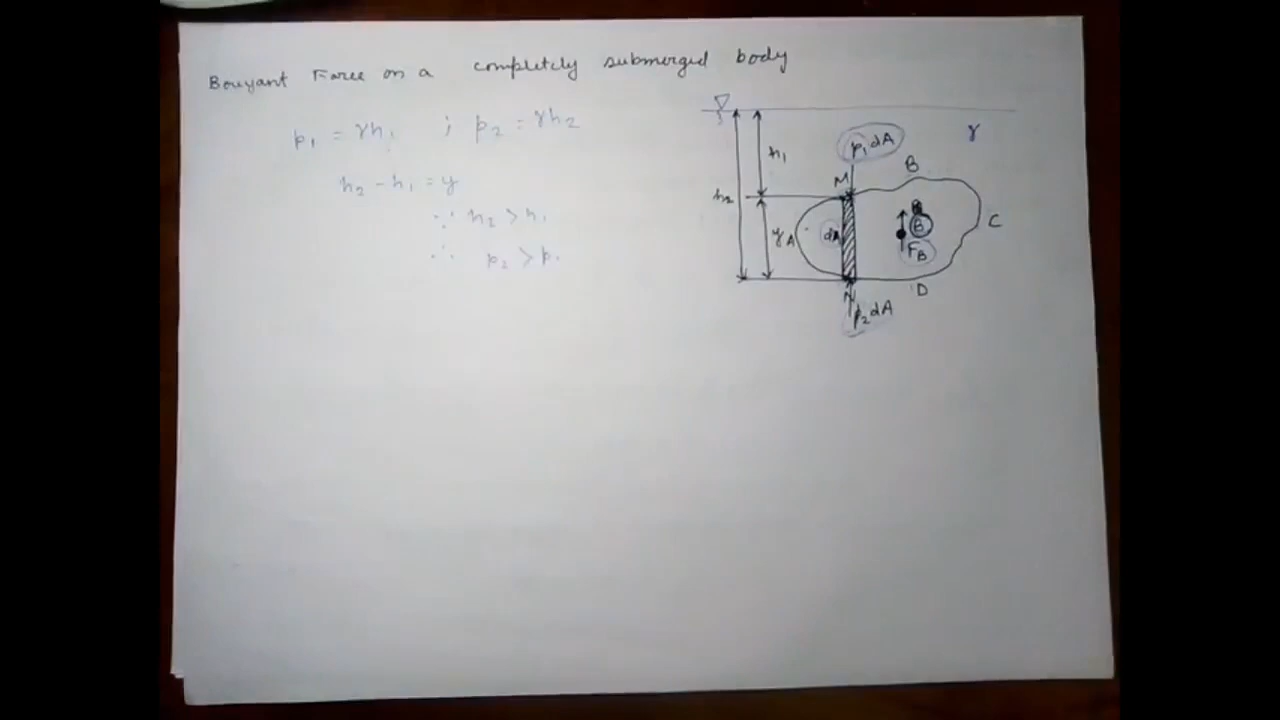 Bouyant Force on a completely submerged body
p₁ = γh₁ ; p₂ = γh₂
h₂ - h₁ = y
∵ h₂ > h₁
∴ p₂ > p₁
γ
h₁
p₁dA
B
M
h₂
y
A
dA
B
C
F_B
D
N
p₂dA